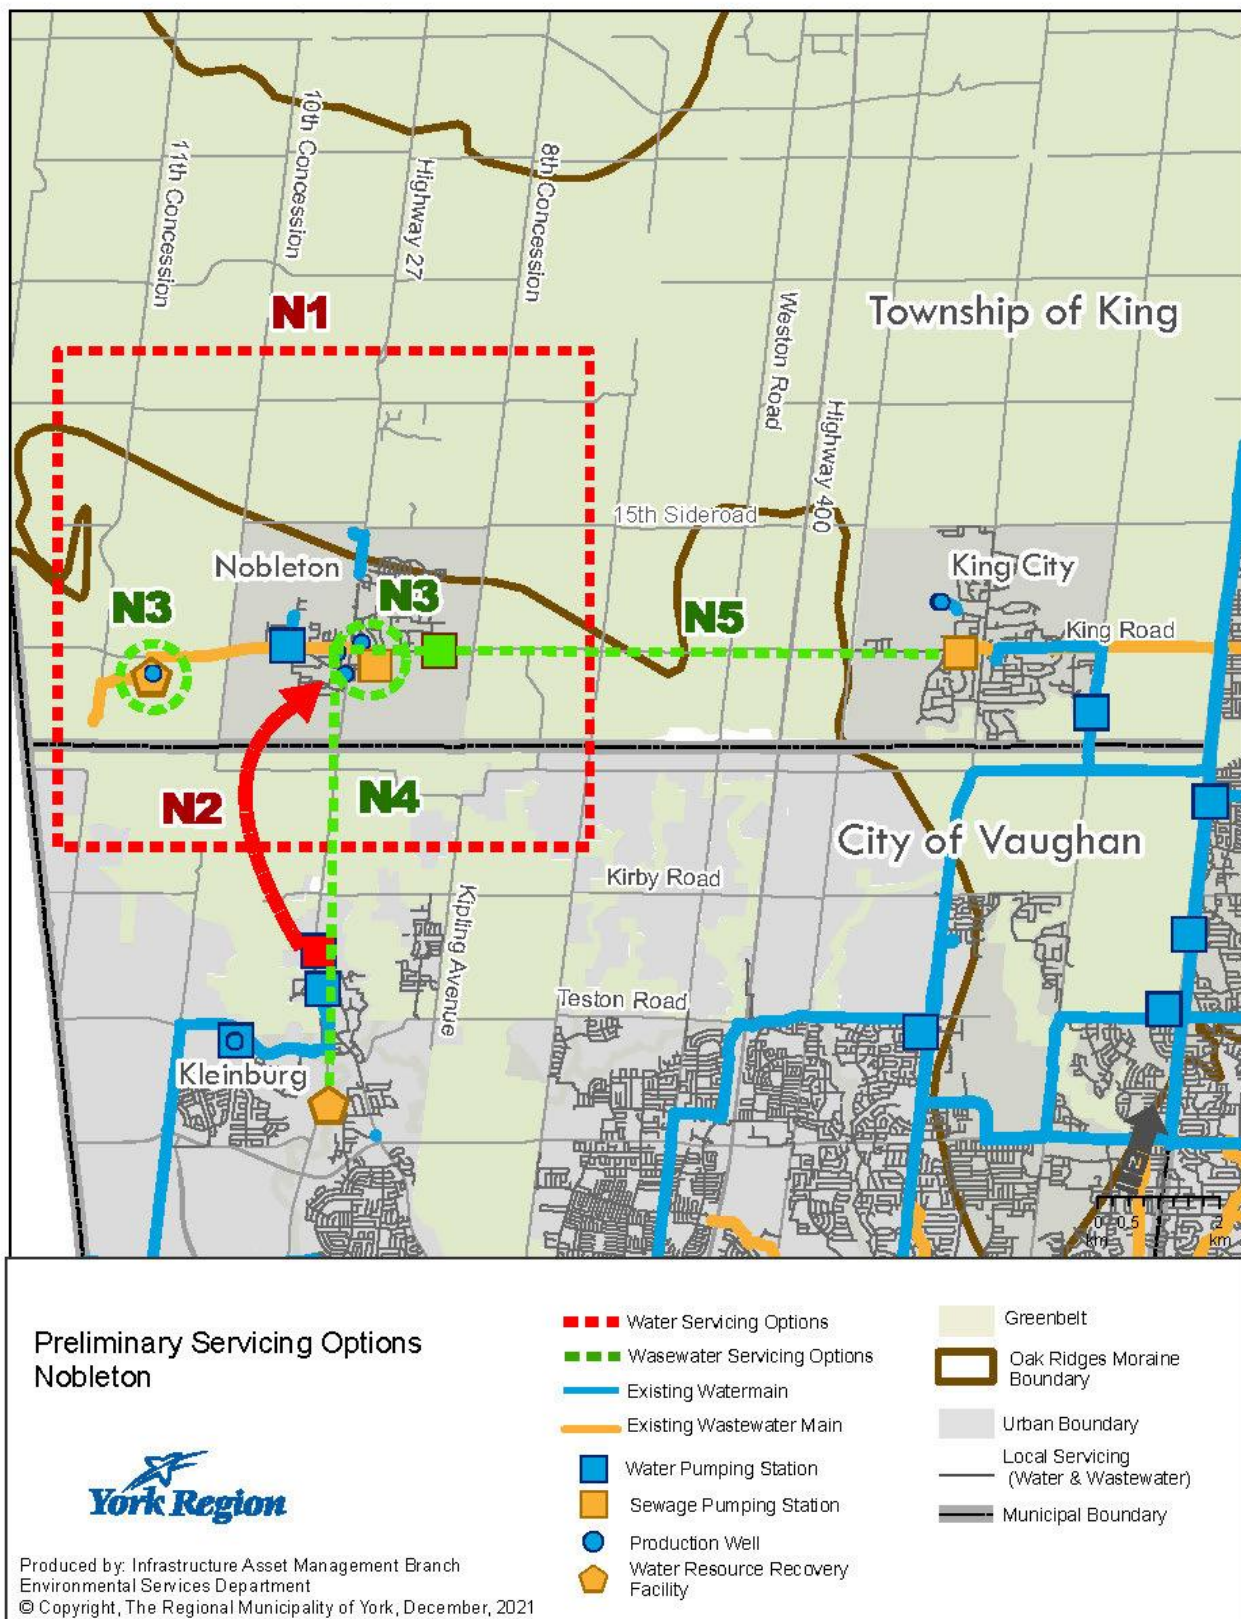 11th Concession
10th Concession
Highway 27
8th Concession
N1
Weston Road
Township of King
Highway 400
15th Sideroad
Nobleton
King City
N3
N3
N5
King Road
N2
N4
City of Vaughan
Kirby Road
Kipling Avenue
Teston Road
Kleinburg
N
0 0.5 1 2
km km
Preliminary Servicing Options
Nobleton
York Region
Produced by: Infrastructure Asset Management Branch
Environmental Services Department
© Copyright, The Regional Municipality of York, December, 2021
Water Servicing Options
Wasewater Servicing Options
Existing Watermain
Existing Wastewater Main
Water Pumping Station
Sewage Pumping Station
Production Well
Water Resource Recovery
Facility
Greenbelt
Oak Ridges Moraine
Boundary
Urban Boundary
Local Servicing
(Water & Wastewater)
Municipal Boundary